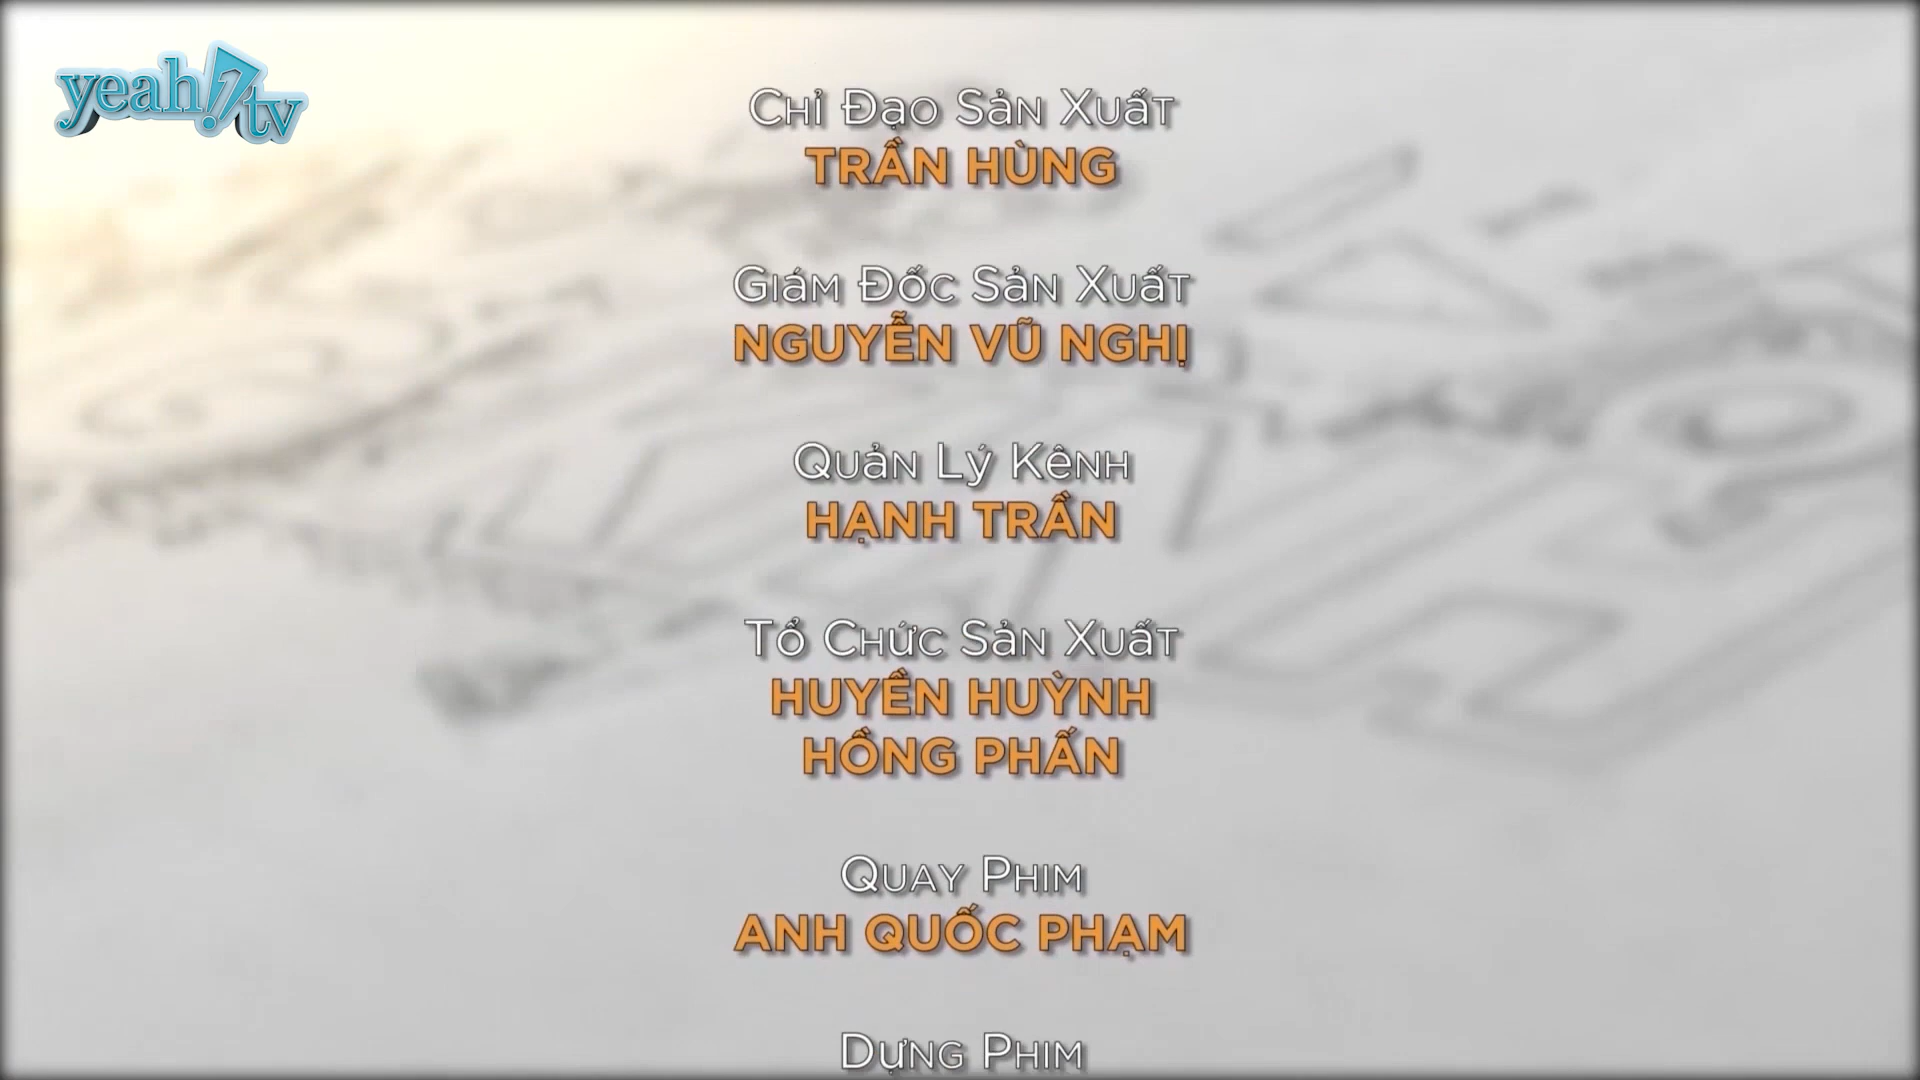 yeah1tv
Chỉ Đạo Sản Xuất
TRẦN HÙNG
Giám Đốc Sản Xuất
NGUYỄN VŨ NGHỊ
Quản Lý Kênh
HẠNH TRẦN
Tổ Chức Sản Xuất
HUYỀN HUỲNH
HỒNG PHẤN
Quay Phim
ANH QUỐC PHẠM
Dựng Phim